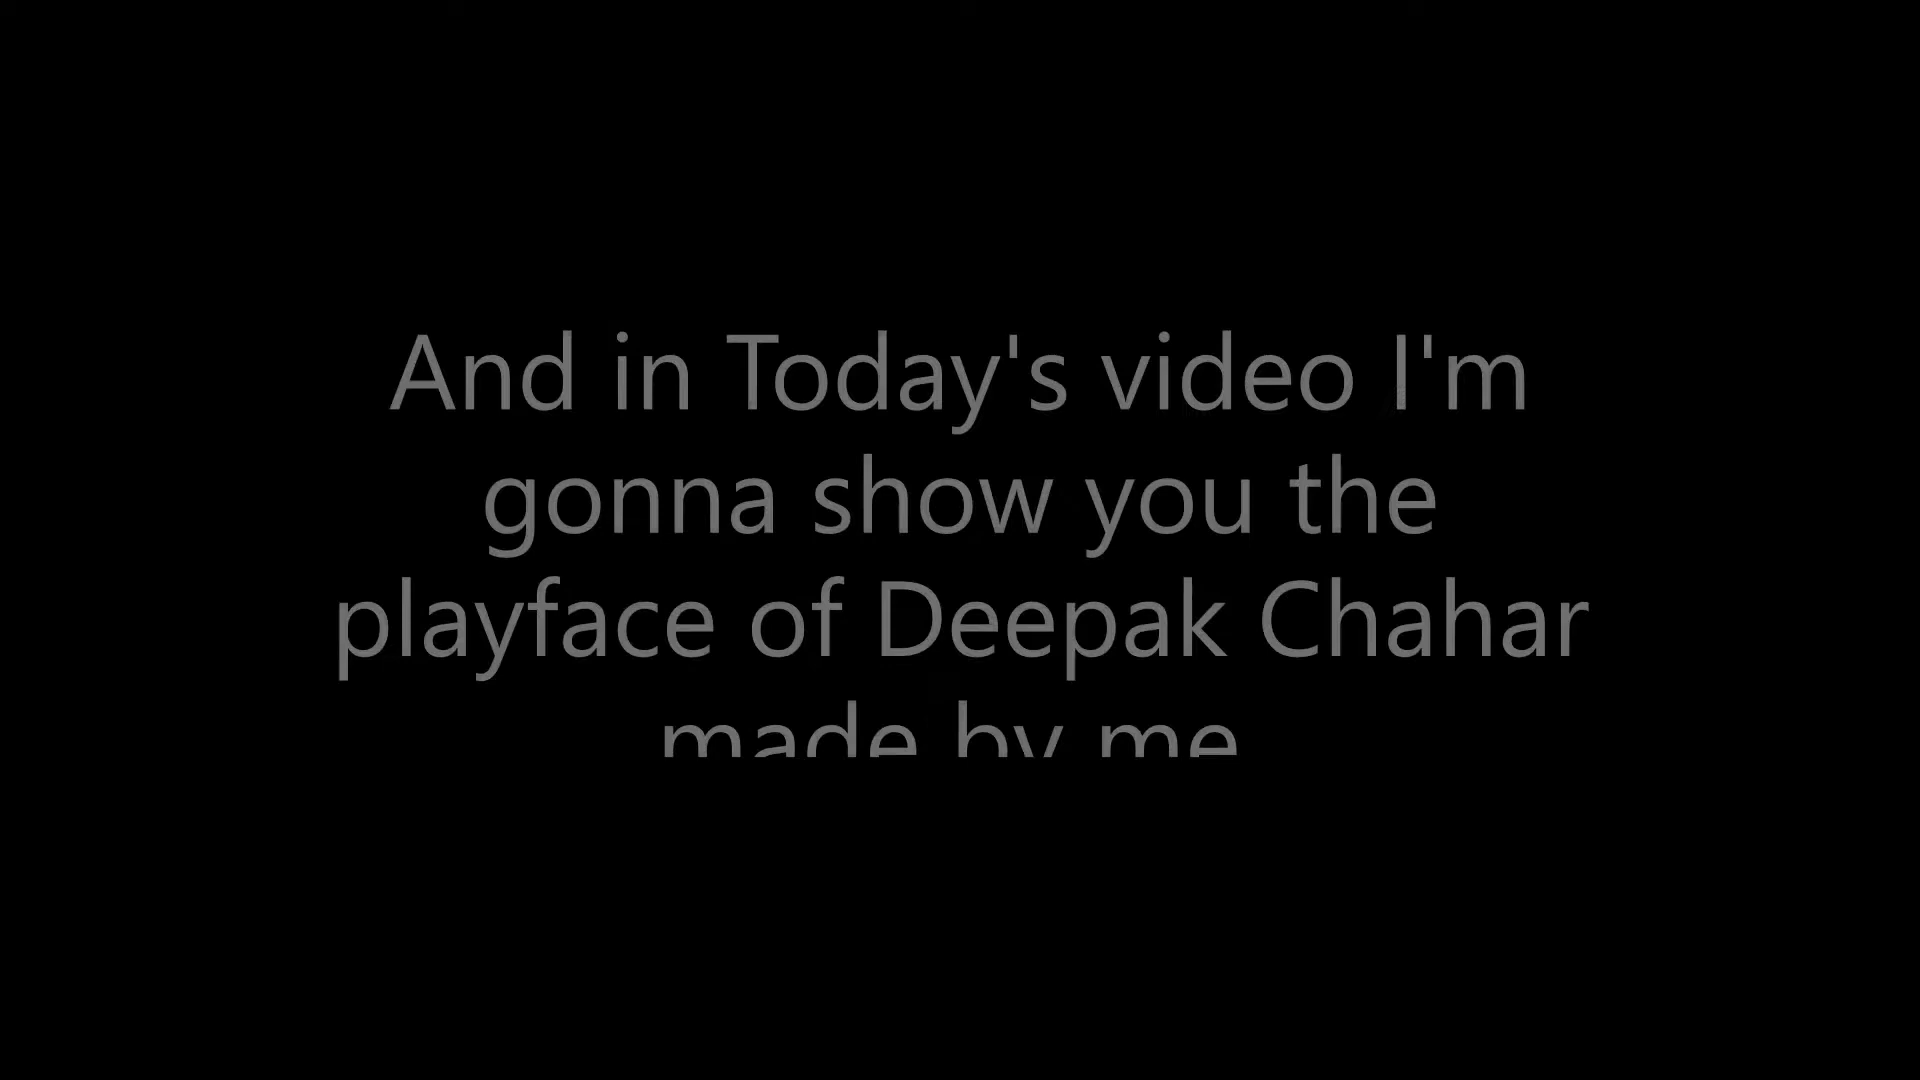 And in Today's video I'm
gonna show you the
playface of Deepak Chahar
made by me